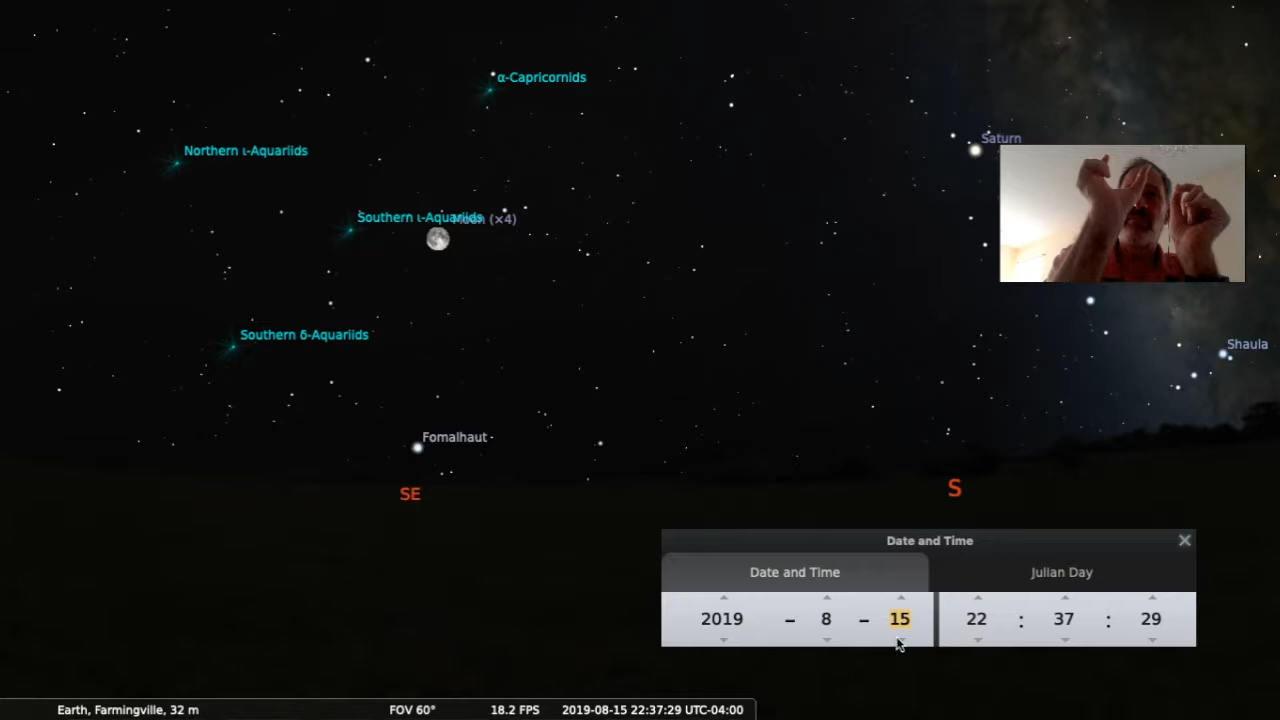 α-Capricornids
Saturn
Northern ι-Aquariids
Southern ι-Aquariids
Moon (×4)
Southern δ-Aquariids
Shaula
Fomalhaut
SE
S
Date and Time
Date and Time
Julian Day
2019 – 8 – 15 22 : 37 : 29
Earth, Farmingville, 32 m FOV 60° 18.2 FPS 2019-08-15 22:37:29 UTC-04:00